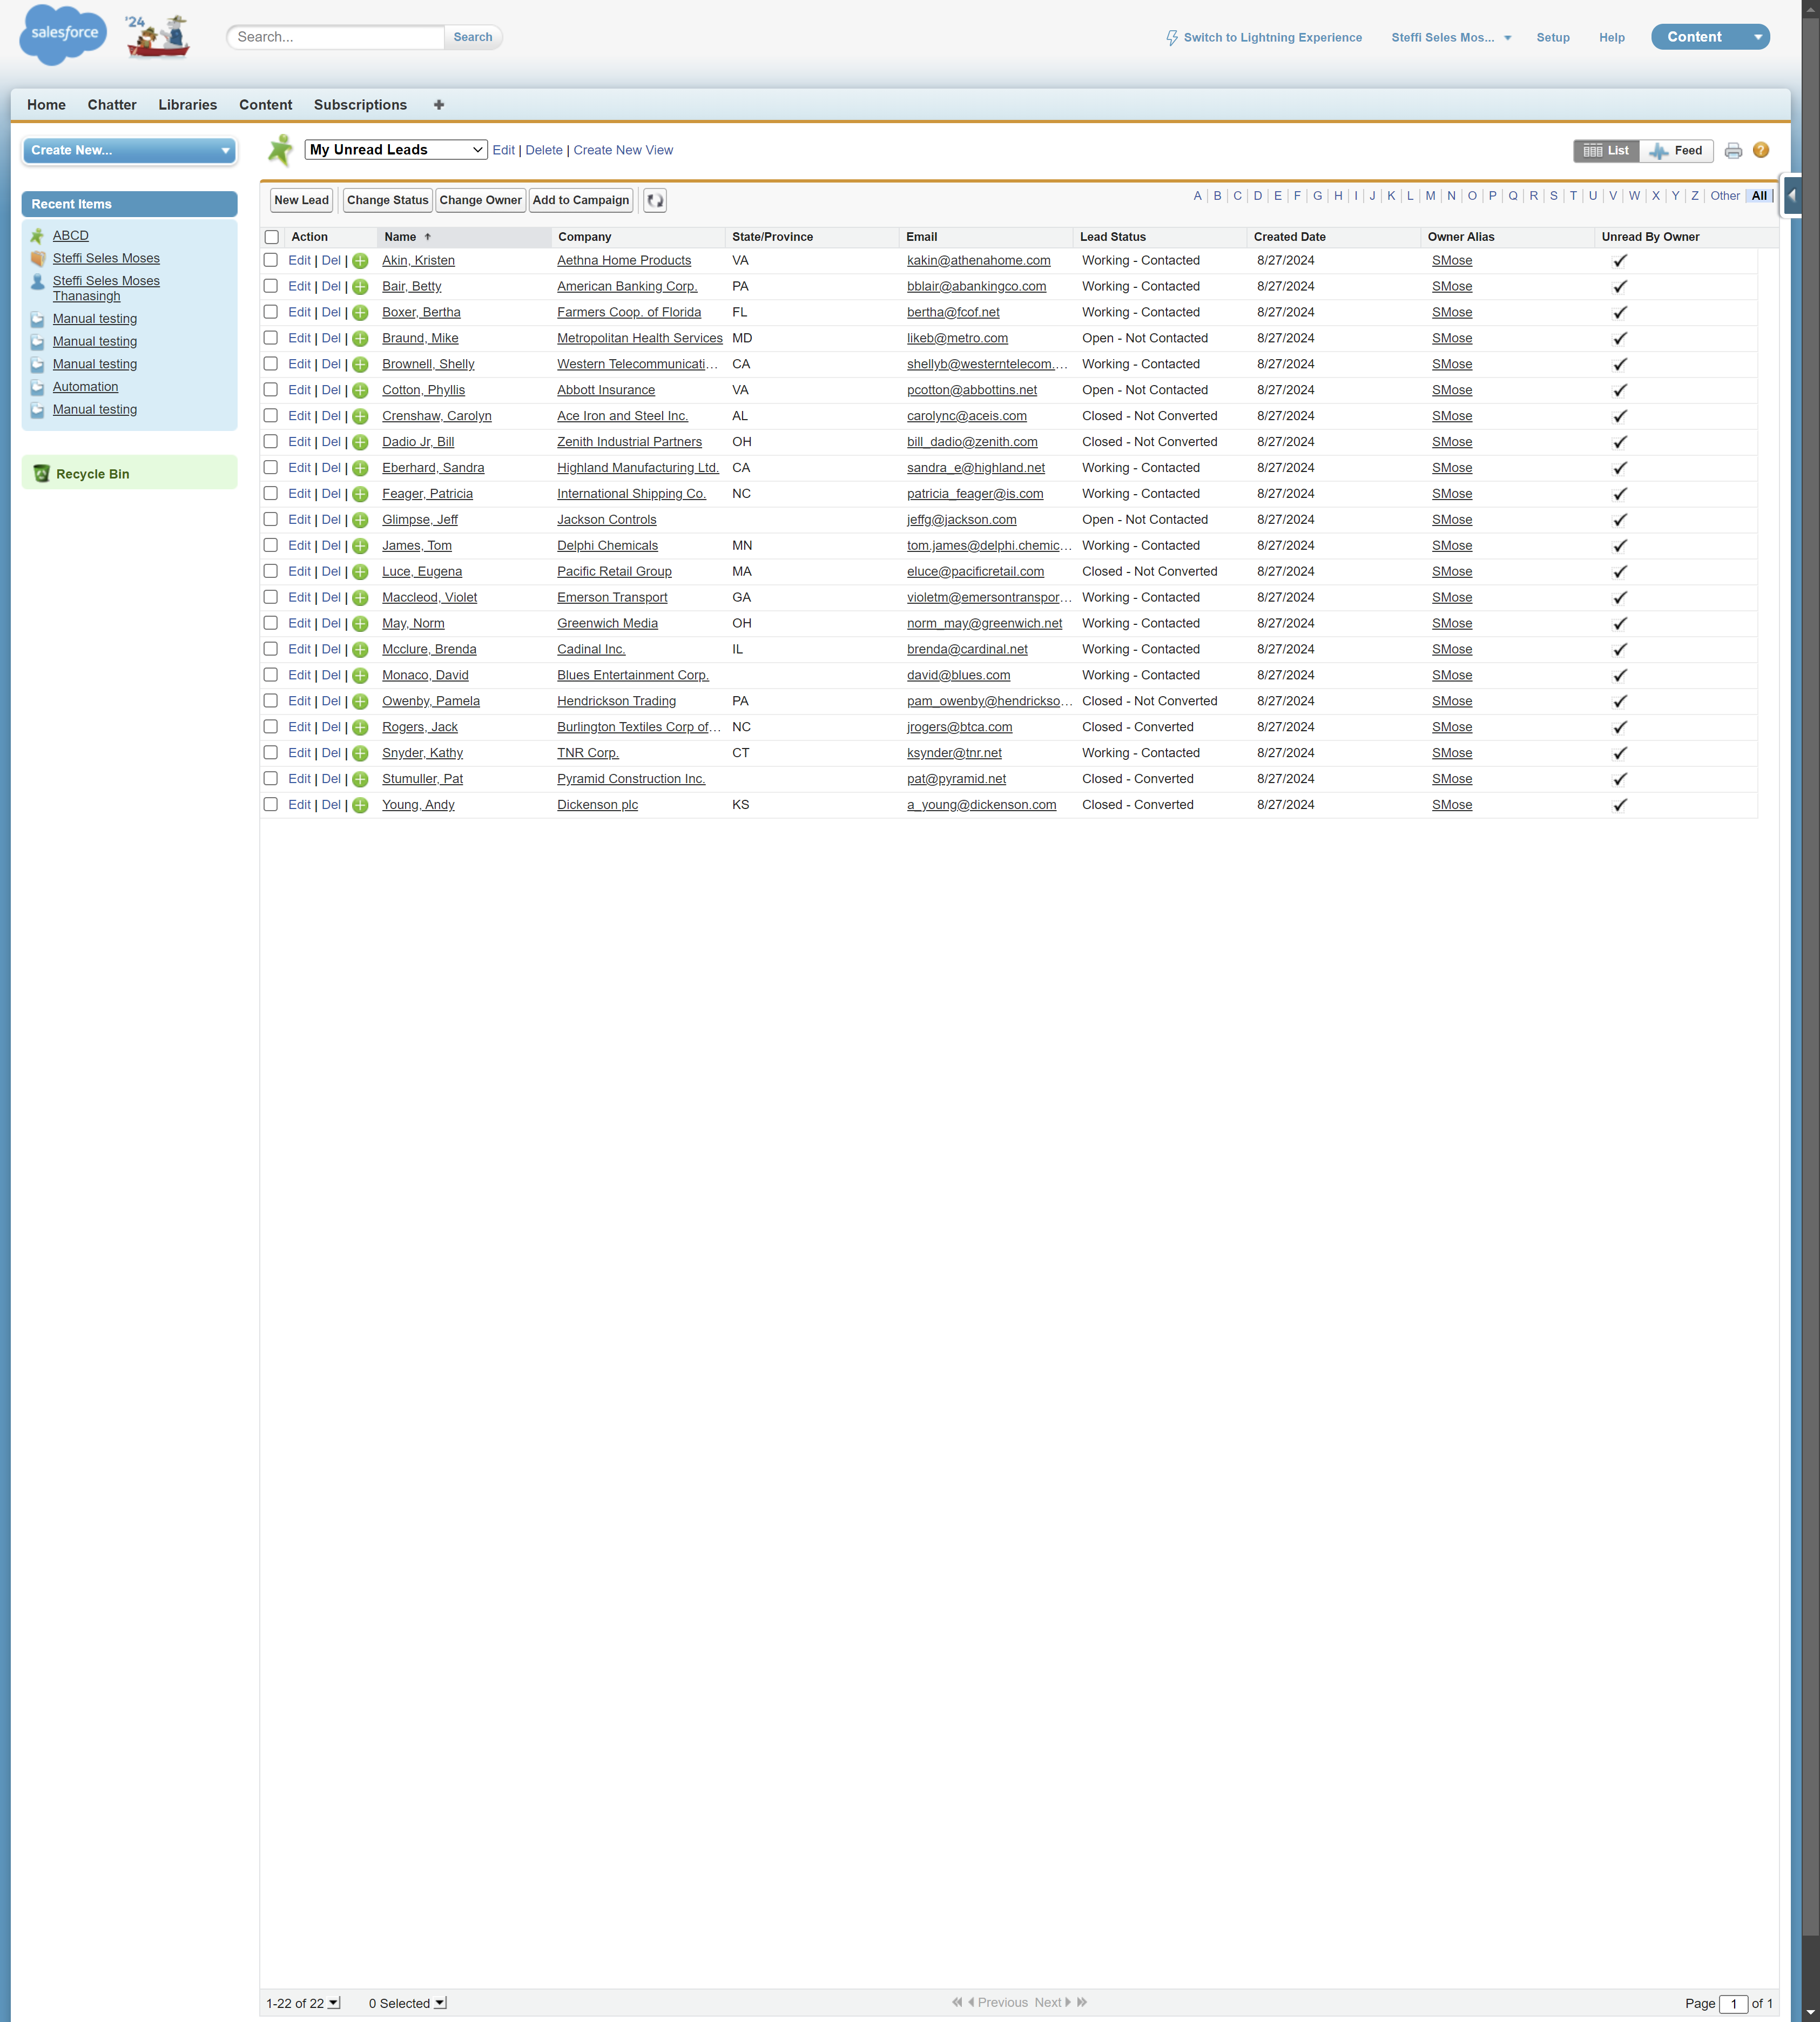 salesforce
'24
Search...
Search
Switch to Lightning Experience
Steffi Seles Mos...
Setup
Help
Content
Home
Chatter
Libraries
Content
Subscriptions
Create New...
My Unread Leads
Edit | Delete | Create New View
List
Feed
Recent Items
ABCD
Steffi Seles Moses
Steffi Seles Moses
Thanasingh
Manual testing
Manual testing
Manual testing
Automation
Manual testing
Recycle Bin
New Lead
Change Status
Change Owner
Add to Campaign
A | B | C | D | E | F | G | H | I | J | K | L | M | N | O | P | Q | R | S | T | U | V | W | X | Y | Z | Other | All
Action Name Company State/Province Email Lead Status Created Date Owner Alias Unread By Owner
Edit | Del | Akin, Kristen Aethna Home Products VA kakin@athenahome.com Working - Contacted 8/27/2024 SMose
Edit | Del | Bair, Betty American Banking Corp. PA bblair@abankingco.com Working - Contacted 8/27/2024 SMose
Edit | Del | Boxer, Bertha Farmers Coop. of Florida FL bertha@fcof.net Working - Contacted 8/27/2024 SMose
Edit | Del | Braund, Mike Metropolitan Health Services MD likeb@metro.com Open - Not Contacted 8/27/2024 SMose
Edit | Del | Brownell, Shelly Western Telecommunicati... CA shellyb@westerntelecom.... Working - Contacted 8/27/2024 SMose
Edit | Del | Cotton, Phyllis Abbott Insurance VA pcotton@abbottins.net Open - Not Contacted 8/27/2024 SMose
Edit | Del | Crenshaw, Carolyn Ace Iron and Steel Inc. AL carolync@aceis.com Closed - Not Converted 8/27/2024 SMose
Edit | Del | Dadio Jr, Bill Zenith Industrial Partners OH bill_dadio@zenith.com Closed - Not Converted 8/27/2024 SMose
Edit | Del | Eberhard, Sandra Highland Manufacturing Ltd. CA sandra_e@highland.net Working - Contacted 8/27/2024 SMose
Edit | Del | Feager, Patricia International Shipping Co. NC patricia_feager@is.com Working - Contacted 8/27/2024 SMose
Edit | Del | Glimpse, Jeff Jackson Controls jeffg@jackson.com Open - Not Contacted 8/27/2024 SMose
Edit | Del | James, Tom Delphi Chemicals MN tom.james@delphi.chemic... Working - Contacted 8/27/2024 SMose
Edit | Del | Luce, Eugena Pacific Retail Group MA eluce@pacificretail.com Closed - Not Converted 8/27/2024 SMose
Edit | Del | Maccleod, Violet Emerson Transport GA violetm@emersontranspor... Working - Contacted 8/27/2024 SMose
Edit | Del | May, Norm Greenwich Media OH norm_may@greenwich.net Working - Contacted 8/27/2024 SMose
Edit | Del | Mcclure, Brenda Cadinal Inc. IL brenda@cardinal.net Working - Contacted 8/27/2024 SMose
Edit | Del | Monaco, David Blues Entertainment Corp. david@blues.com Working - Contacted 8/27/2024 SMose
Edit | Del | Owenby, Pamela Hendrickson Trading PA pam_owenby@hendrickso... Closed - Not Converted 8/27/2024 SMose
Edit | Del | Rogers, Jack Burlington Textiles Corp of... NC jrogers@btca.com Closed - Converted 8/27/2024 SMose
Edit | Del | Snyder, Kathy TNR Corp. CT ksynder@tnr.net Working - Contacted 8/27/2024 SMose
Edit | Del | Stumuller, Pat Pyramid Construction Inc. pat@pyramid.net Closed - Converted 8/27/2024 SMose
Edit | Del | Young, Andy Dickenson plc KS a_young@dickenson.com Closed - Converted 8/27/2024 SMose
1-22 of 22
0 Selected
Previous Next
Page 1 of 1